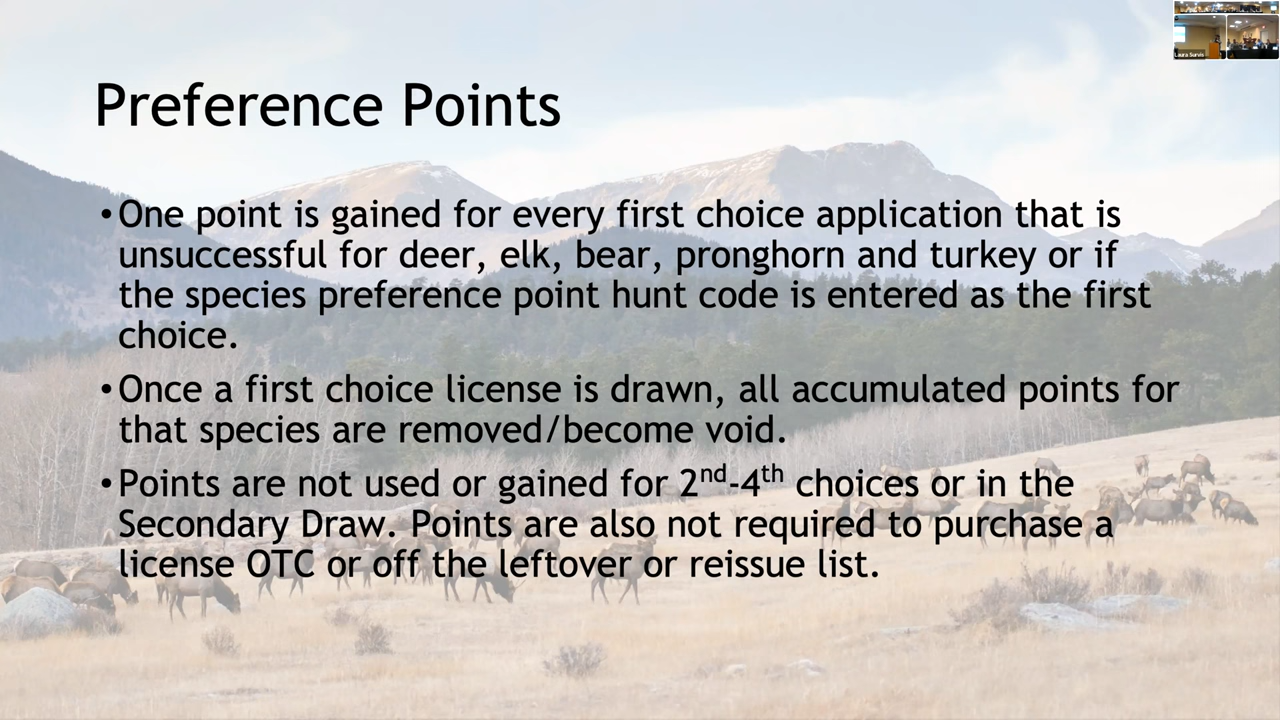 Laura Survis
Preference Points
•One point is gained for every first choice application that is
unsuccessful for deer, elk, bear, pronghorn and turkey or if
the species preference point hunt code is entered as the first
choice.
•Once a first choice license is drawn, all accumulated points for
that species are removed/become void.
•Points are not used or gained for 2nd-4th choices or in the
Secondary Draw. Points are also not required to purchase a
license OTC or off the leftover or reissue list.